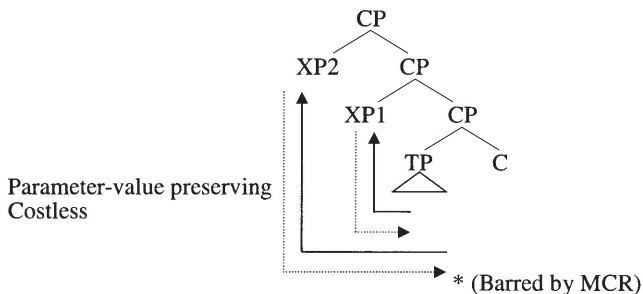 CP
XP2 CP
XP1 CP
TP C
Parameter-value preserving
Costless
* (Barred by MCR)